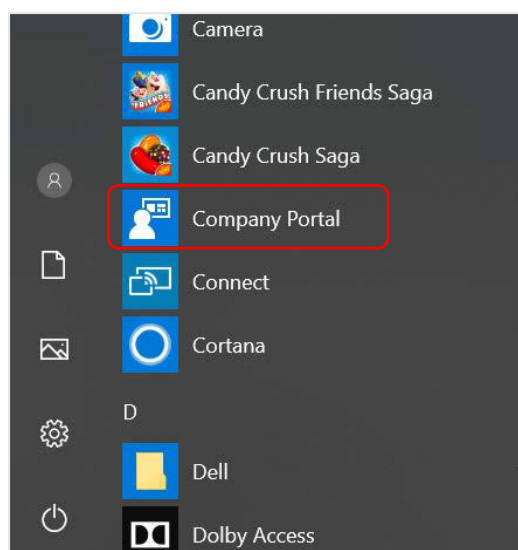 Camera
Candy Crush Friends Saga
Candy Crush Saga
Company Portal
Connect
Cortana
D
Dell
Dolby Access